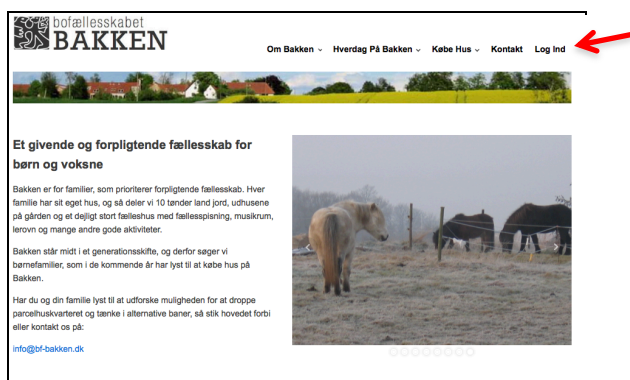 bofællesskabet
BAKKEN
Om Bakken Hverdag På Bakken Købe Hus Kontakt Log Ind
Et givende og forpligtende fællesskab for
børn og voksne
Bakken er for familier, som prioriterer forpligtende fællesskab. Hver
familie har sit eget hus, og så deler vi 10 tønder land jord, udhusene
på gården og et dejligt stort fælleshus med fællesspisning, musikrum,
lerovn og mange andre gode aktiviteter.
Bakken står midt i et generationsskifte, og derfor søger vi
børnefamilier, som i de kommende år har lyst til at købe hus på
Bakken.
Har du og din familie lyst til at udforske muligheden for at droppe
parcelhuskvarteret og tænke i alternative baner, så stik hovedet forbi
eller kontakt os på:
info@bf-bakken.dk